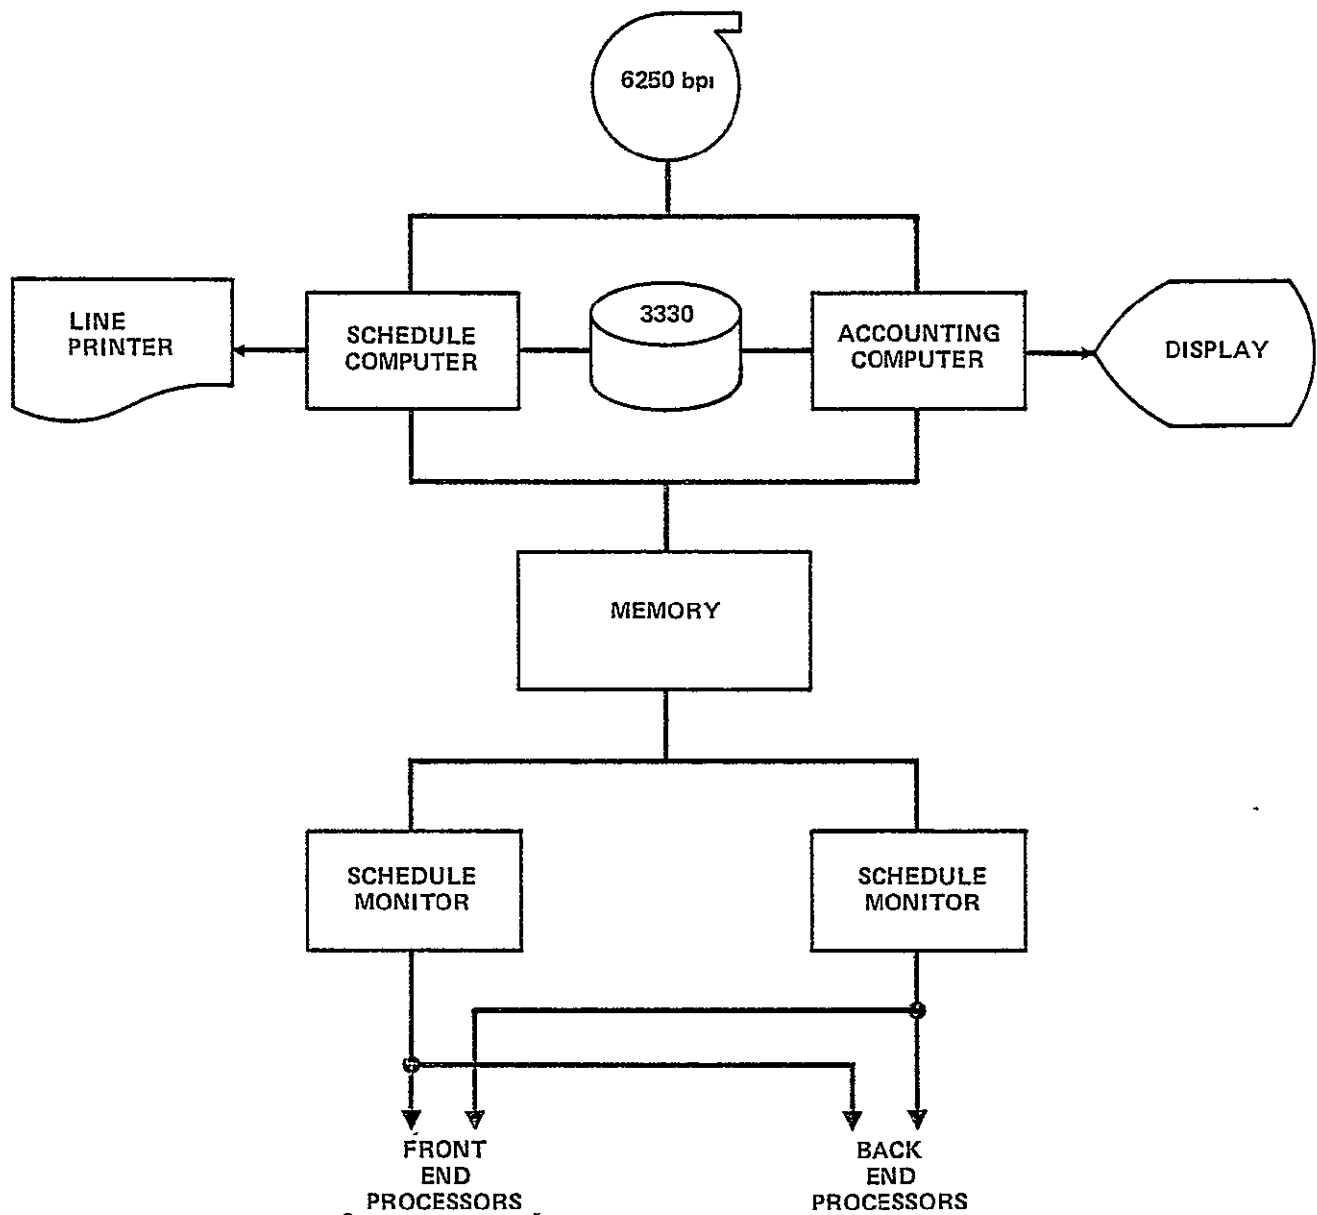 6250 bpi
3330
LINE
PRINTER
SCHEDULE
COMPUTER
ACCOUNTING
COMPUTER
DISPLAY
MEMORY
SCHEDULE
MONITOR
SCHEDULE
MONITOR
FRONT
END
PROCESSORS
BACK
END
PROCESSORS